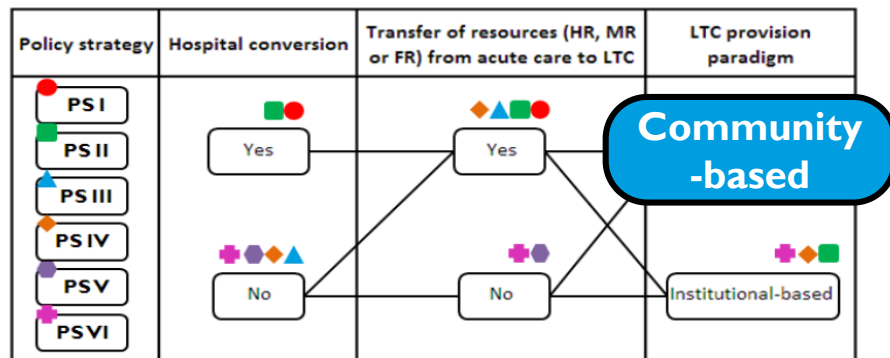 Policy strategy
Hospital conversion
Transfer of resources (HR, MR
or FR) from acute care to LTC
LTC provision
paradigm
PS I
PS II
PS III
PS IV
PS V
PS VI
Yes
No
Yes
No
Community
-based
Institutional-based